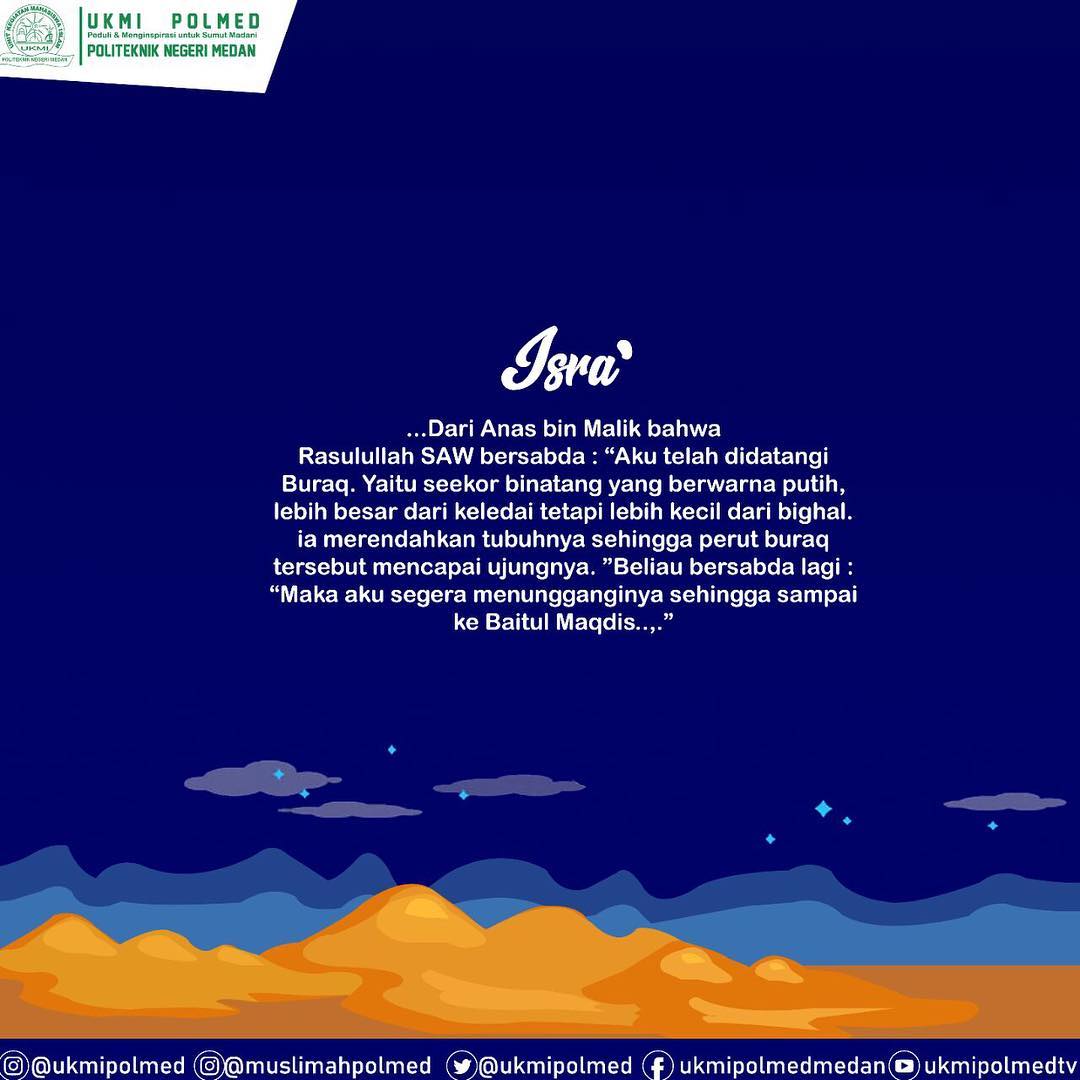 UKMI POLMED
Peduli & Menginspirasi untuk Sumut Madani
POLITEKNIK NEGERI MEDAN
UNIT KEGIATAN MAHASISWA ISLAM
UKMI
POLITEKNIK NEGERI MEDAN
Isra'
...Dari Anas bin Malik bahwa
Rasulullah SAW bersabda : “Aku telah didatangi
Buraq. Yaitu seekor binatang yang berwarna putih,
lebih besar dari keledai tetapi lebih kecil dari bighal.
ia merendahkan tubuhnya sehingga perut buraq
tersebut mencapai ujungnya. ”Beliau bersabda lagi :
“Maka aku segera menungganginya sehingga sampai
ke Baitul Maqdis..,.”
@ukmipolmed @muslimahpolmed @ukmipolmed ukmipolmedmedan ukmipolmedtv